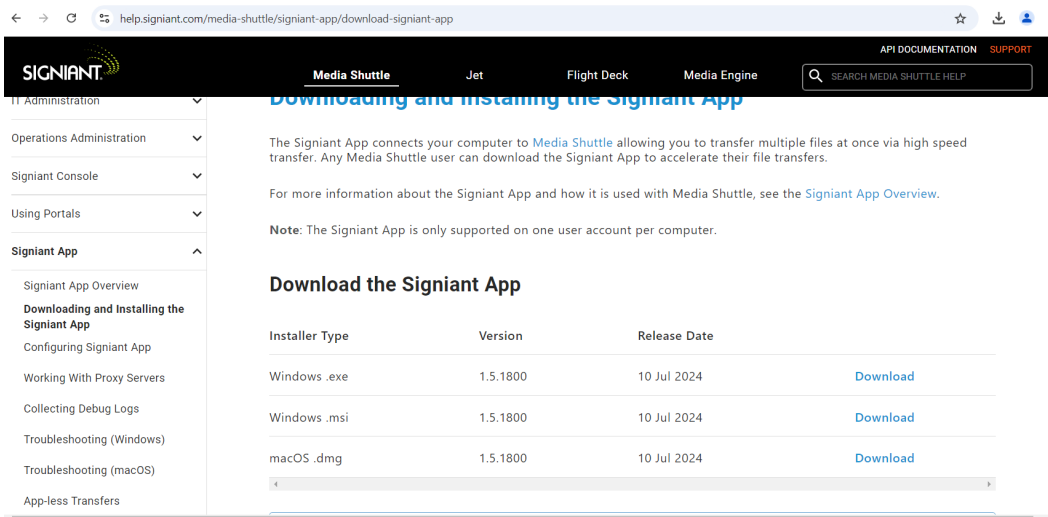 help.signiant.com/media-shuttle/signiant-app/download-signiant-app
API DOCUMENTATION SUPPORT
SIGNIANT
Media Shuttle Jet Flight Deck Media Engine SEARCH MEDIA SHUTTLE HELP
IT Administration
Operations Administration
Signiant Console
Using Portals
Signiant App
Signiant App Overview
Downloading and Installing the
Signiant App
Configuring Signiant App
Working With Proxy Servers
Collecting Debug Logs
Troubleshooting (Windows)
Troubleshooting (macOS)
App-less Transfers
Downloading and Installing the Signiant App
The Signiant App connects your computer to Media Shuttle allowing you to transfer multiple files at once via high speed
transfer. Any Media Shuttle user can download the Signiant App to accelerate their file transfers.
For more information about the Signiant App and how it is used with Media Shuttle, see the Signiant App Overview.
Note: The Signiant App is only supported on one user account per computer.
Download the Signiant App
Installer Type Version Release Date
Windows .exe 1.5.1800 10 Jul 2024 Download
Windows .msi 1.5.1800 10 Jul 2024 Download
macOS .dmg 1.5.1800 10 Jul 2024 Download